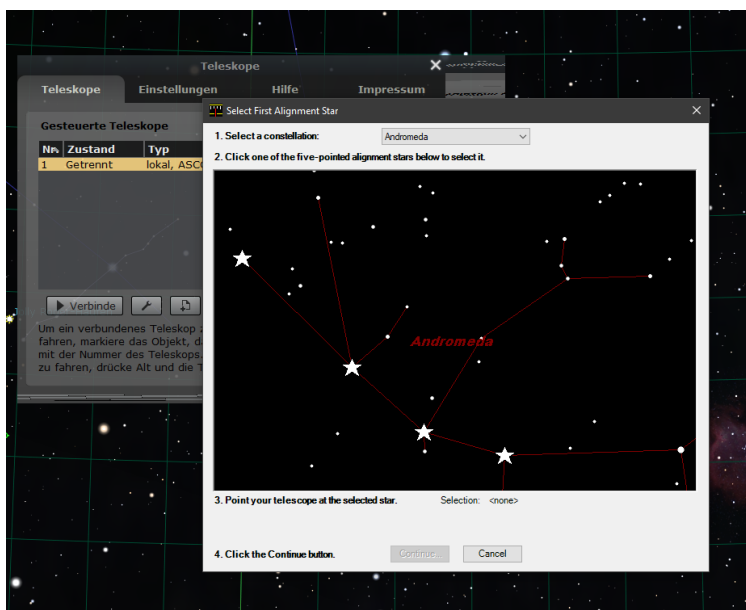 Teleskope
Teleskope Einstellungen Hilfe Impressum
Gesteuerte Teleskope
Nr. Zustand Typ
1 Getrennt lokal, ASCO
Verbinde
Um ein verbundenes Teleskop
fahren, markiere das Objekt, d
mit der Nummer des Teleskops.
zu fahren, drücke Alt und die T
Select First Alignment Star
1. Select a constellation: Andromeda
2. Click one of the five-pointed alignment stars below to select it.
Andromeda
3. Point your telescope at the selected star. Selection: <none>
4. Click the Continue button. Continue... Cancel